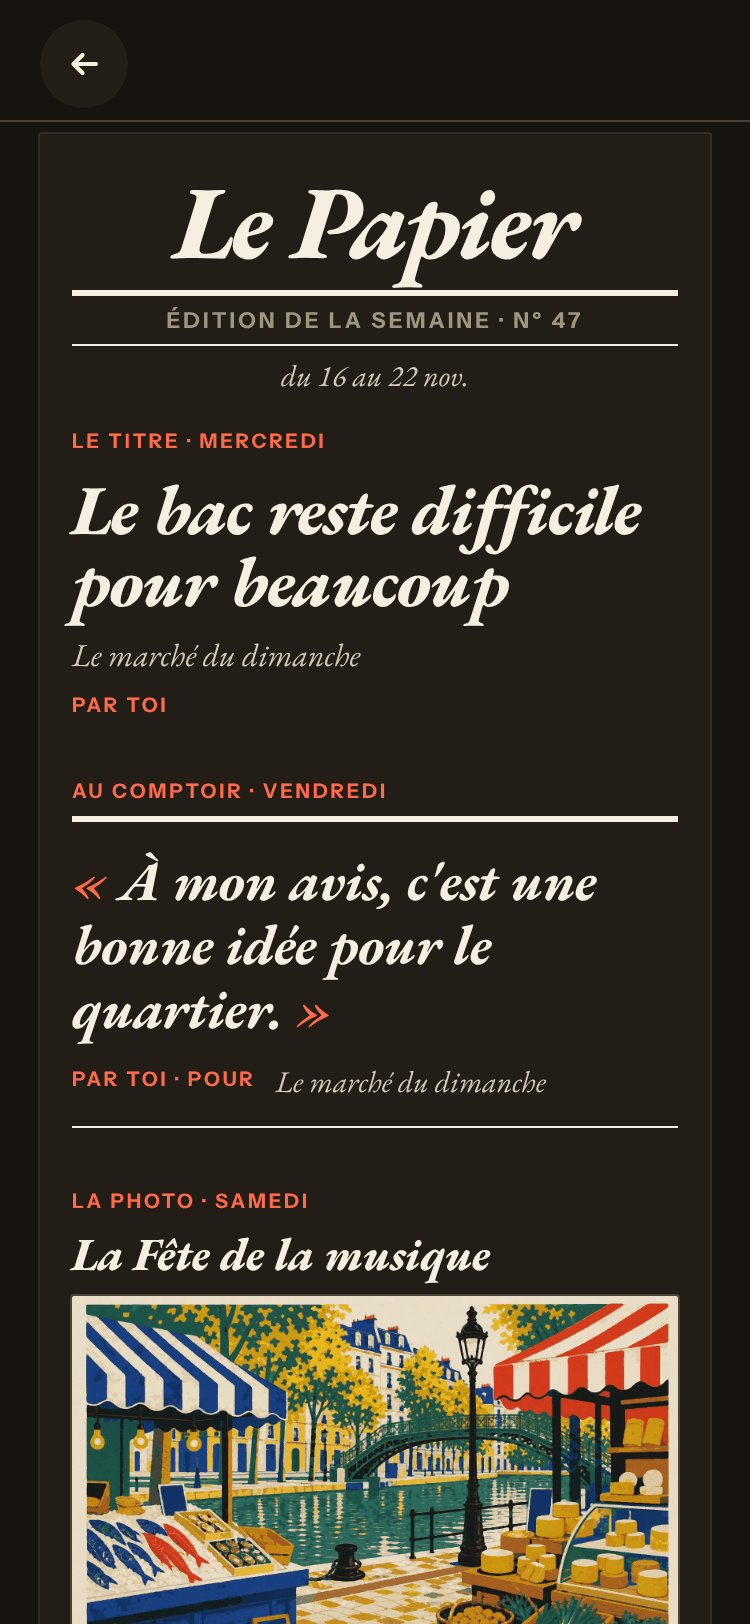 Le Papier
ÉDITION DE LA SEMAINE · N° 47
du 16 au 22 nov.
LE TITRE · MERCREDI
Le bac reste difficile
pour beaucoup
Le marché du dimanche
PAR TOI
AU COMPTOIR · VENDREDI
« À mon avis, c'est une
bonne idée pour le
quartier. »
PAR TOI · POUR Le marché du dimanche
LA PHOTO · SAMEDI
La Fête de la musique